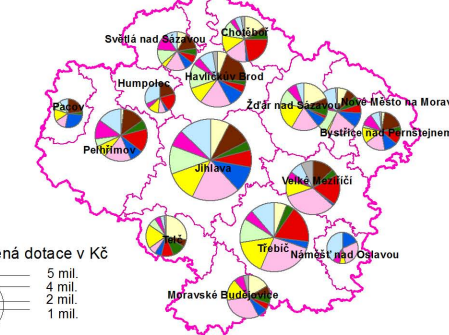 Chotěboř
Světlá nad Sázavou
Havlíčkův Brod
Humpolec
Pacov
Žďár nad Sázavou
Nové Město na Morav
Bystřice nad Pernštejnem
Pelhřimov
Jihlava
Velké Meziříčí
Telč
Třebíč
Náměšť nad Oslavou
Moravské Budějovice
ená dotace v Kč
5 mil.
4 mil.
2 mil.
1 mil.